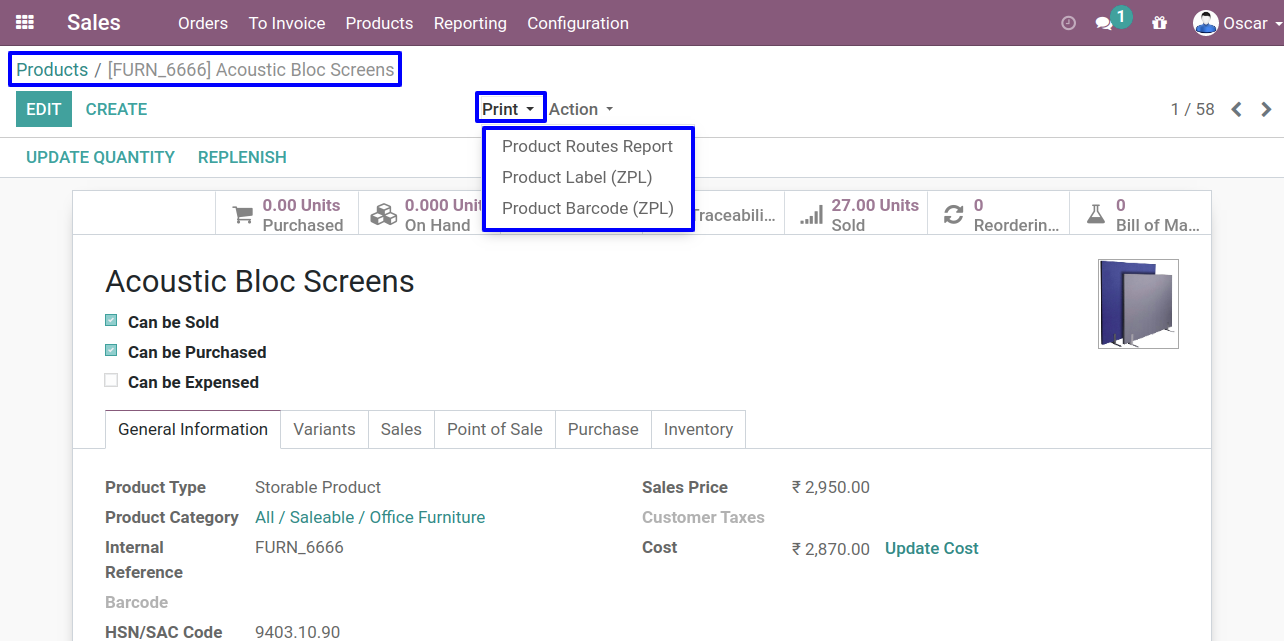 Sales Orders To Invoice Products Reporting Configuration 1 Oscar
Products / [FURN_6666] Acoustic Bloc Screens
EDIT CREATE Print Action 1 / 58
Product Routes Report
UPDATE QUANTITY REPLENISH
Product Label (ZPL)
Product Barcode (ZPL)
0.00 Units
Purchased
0.000 Unit
On Hand
Traceabili...
27.00 Units
Sold
0
Reorderin...
0
Bill of Ma...
Acoustic Bloc Screens
Can be Sold
Can be Purchased
Can be Expensed
General Information Variants Sales Point of Sale Purchase Inventory
Product Type Storable Product Sales Price ₹ 2,950.00
Product Category All / Saleable / Office Furniture Customer Taxes
Internal Reference FURN_6666 Cost ₹ 2,870.00 Update Cost
Barcode
HSN/SAC Code 9403.10.90